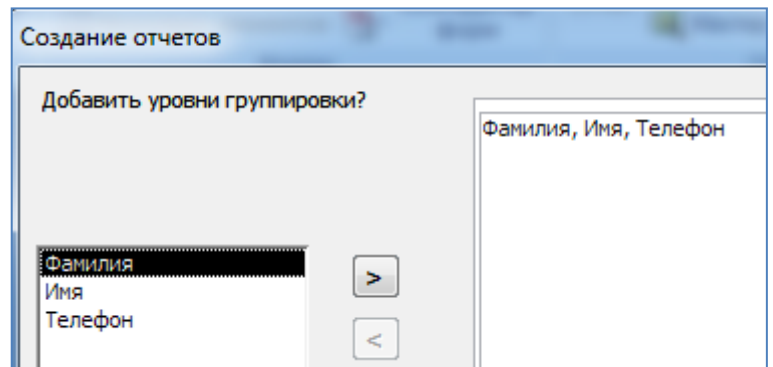 Создание отчетов
Добавить уровни группировки?
Фамилия, Имя, Телефон
Фамилия
Имя
Телефон
>
<